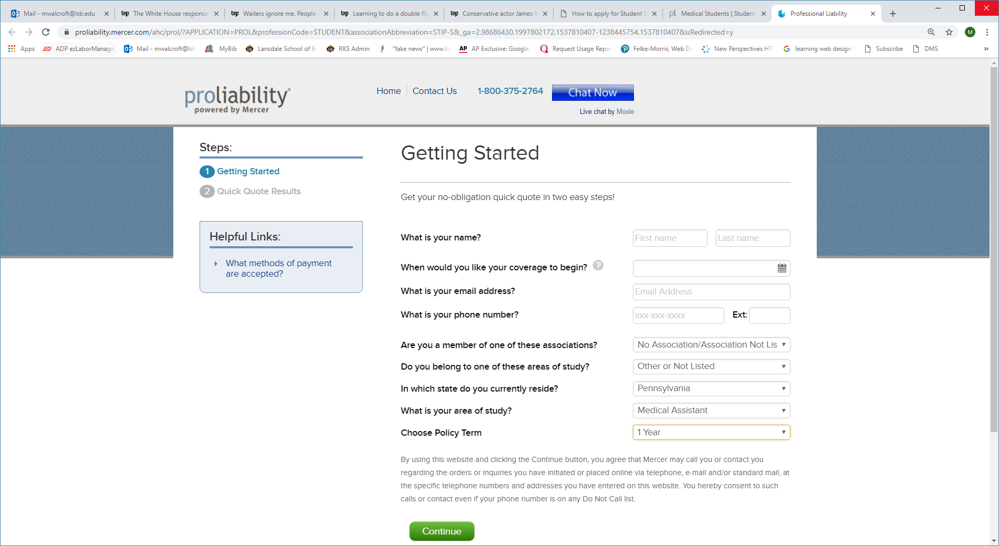 Mail - mwalcroft@lsb.edu
The White House response
Waiters ignore me. People
Learning to do a double flip
Conservative actor James W
How to apply for Student L
Medical Students | Student
Professional Liability
proliability.mercer.com/ahc/prol/?APPLICATION=PROL&professionCode=STUDENT&associationAbbreviation=STIP-S&_ga=2.98686430.1997802172.1537810407-1238445754.1537810407&isRedirected=y
M
Apps
ADP ezLaborManage
Mail - mwalcroft@lsb
MyBib
Lansdale School of Bu
RKS Admin
"fake news" | www.lis
AP Exclusive: Google
Request Usage Repor
Felke-Morris, Web De
New Perspectives HT
learning web design
Subscribe
DMS
»
proliability®
powered by Mercer
Home
Contact Us
1-800-375-2764
Chat Now
Live chat by Moxie
Steps:
1 Getting Started
2 Quick Quote Results
Helpful Links:
What methods of payment
are accepted?
Getting Started
Get your no-obligation quick quote in two easy steps!
What is your name? First name Last name
When would you like your coverage to begin? ?
What is your email address? Email Address
What is your phone number? xxx-xxx-xxxx Ext:
Are you a member of one of these associations? No Association/Association Not Lis
Do you belong to one of these areas of study? Other or Not Listed
In which state do you currently reside? Pennsylvania
What is your area of study? Medical Assistant
Choose Policy Term 1 Year
By using this website and clicking the Continue button, you agree that Mercer may call you or contact you
regarding the orders or inquiries you have initiated or placed online via telephone, e-mail and/or standard mail, at
the specific telephone numbers and addresses you have entered on this website. You hereby consent to such
calls or contact even if your phone number is on any Do Not Call list.
Continue